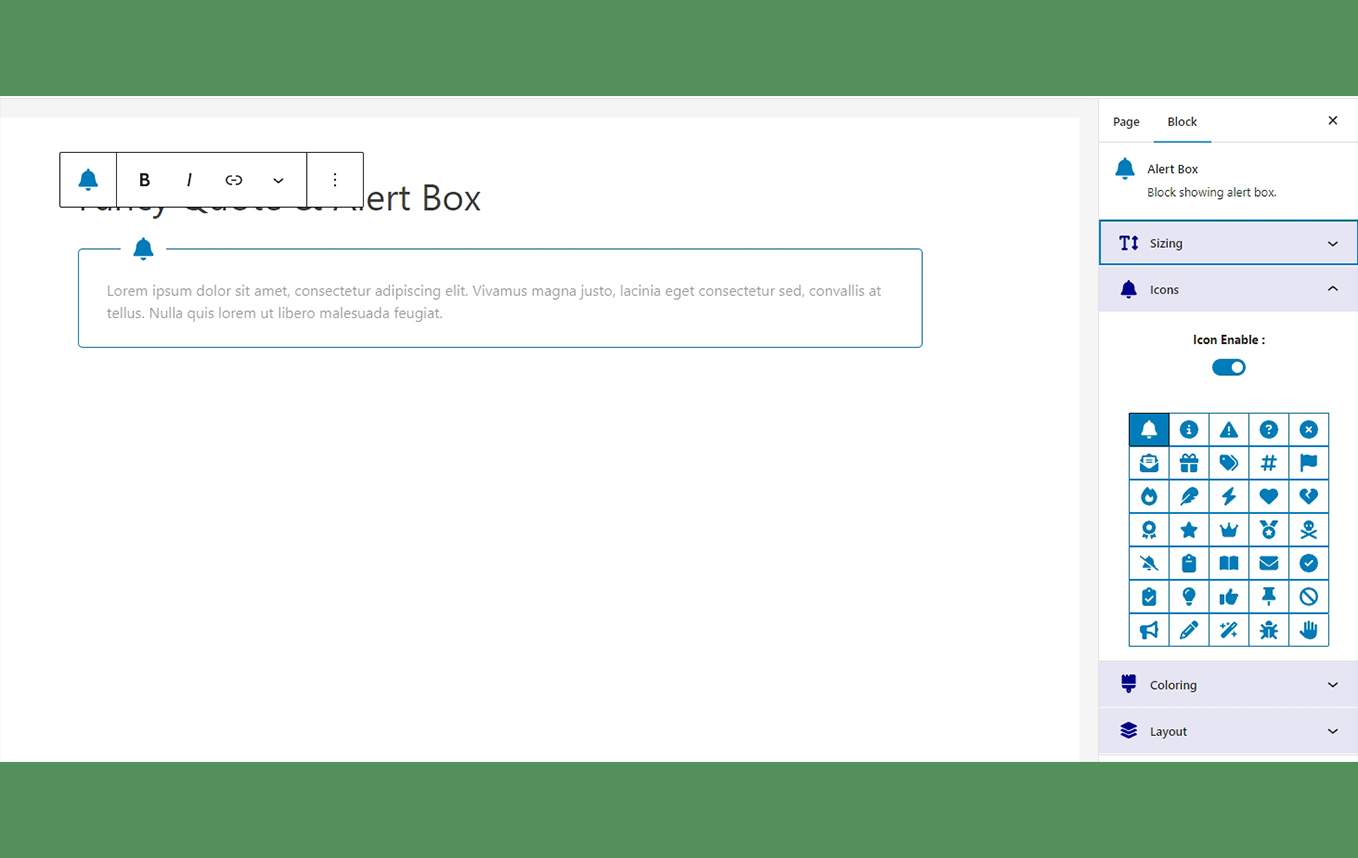 Page Block
Alert Box
Block showing alert box.
B I
Fancy Quote & Alert Box
Sizing
Icons
Lorem ipsum dolor sit amet, consectetur adipiscing elit. Vivamus magna justo, lacinia eget consectetur sed, convallis at
tellus. Nulla quis lorem ut libero malesuada feugiat.
Icon Enable :
Coloring
Layout